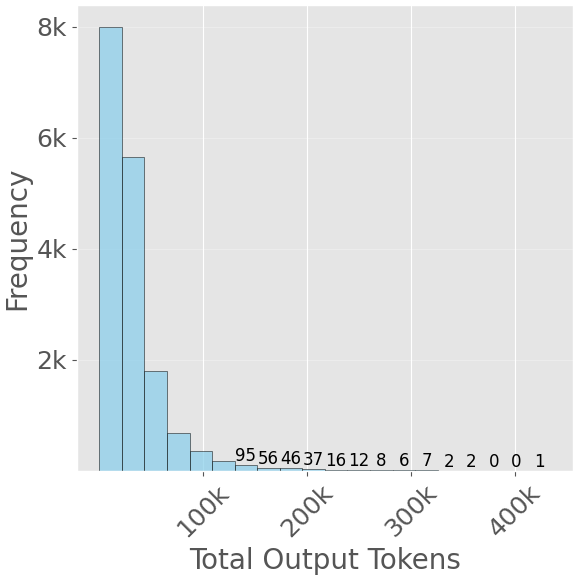 8k
6k
4k
2k
Frequency
95 56 46 37 16 12 8 6 7 2 2 0 0 1
100k 200k 300k 400k
Total Output Tokens